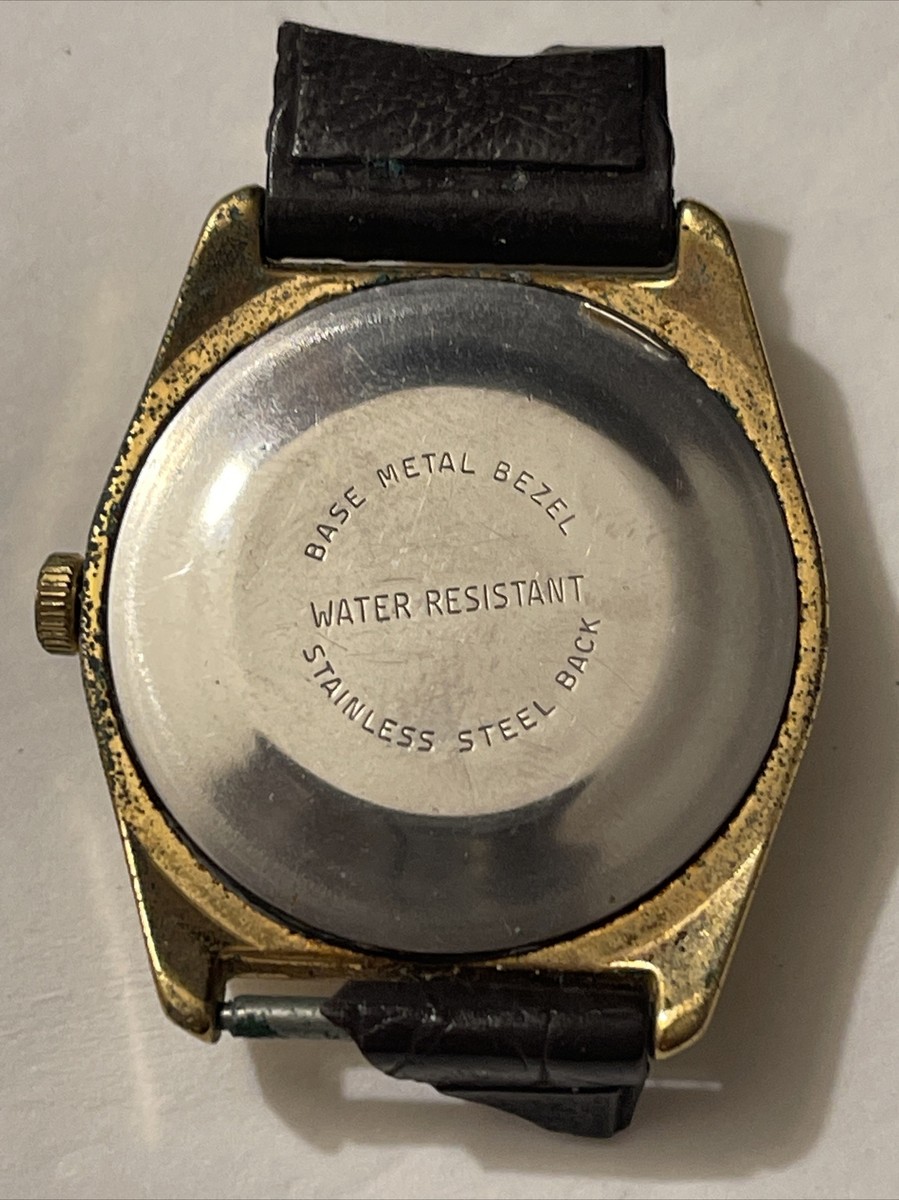 BASE METAL BEZEL
WATER RESISTANT
STAINLESS STEEL BACK